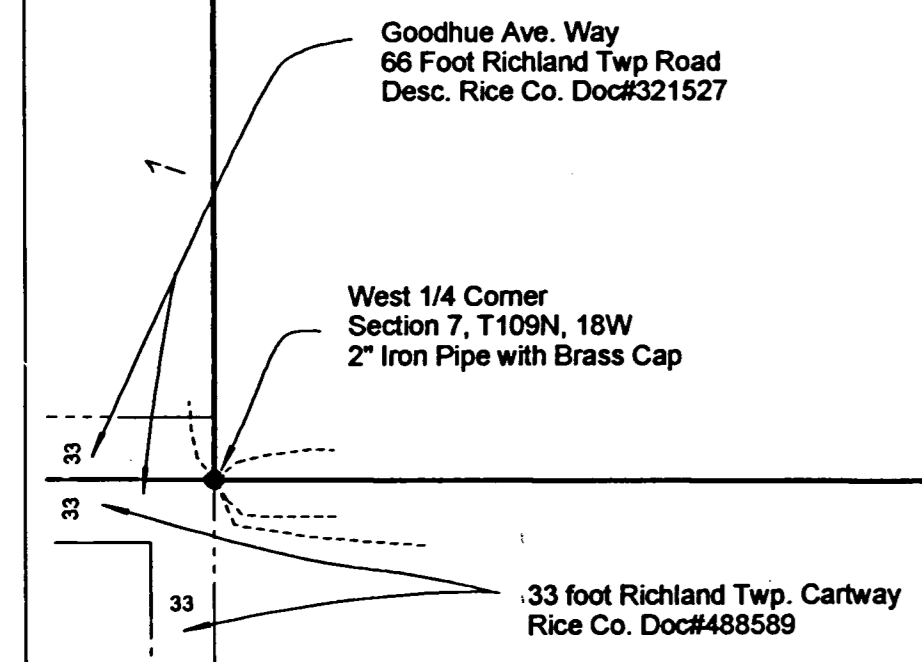 Goodhue Ave. Way
66 Foot Richland Twp Road
Desc. Rice Co. Doc#321527
West 1/4 Corner
Section 7, T109N, 18W
2" Iron Pipe with Brass Cap
33
33
33
33 foot Richland Twp. Cartway
Rice Co. Doc#488589